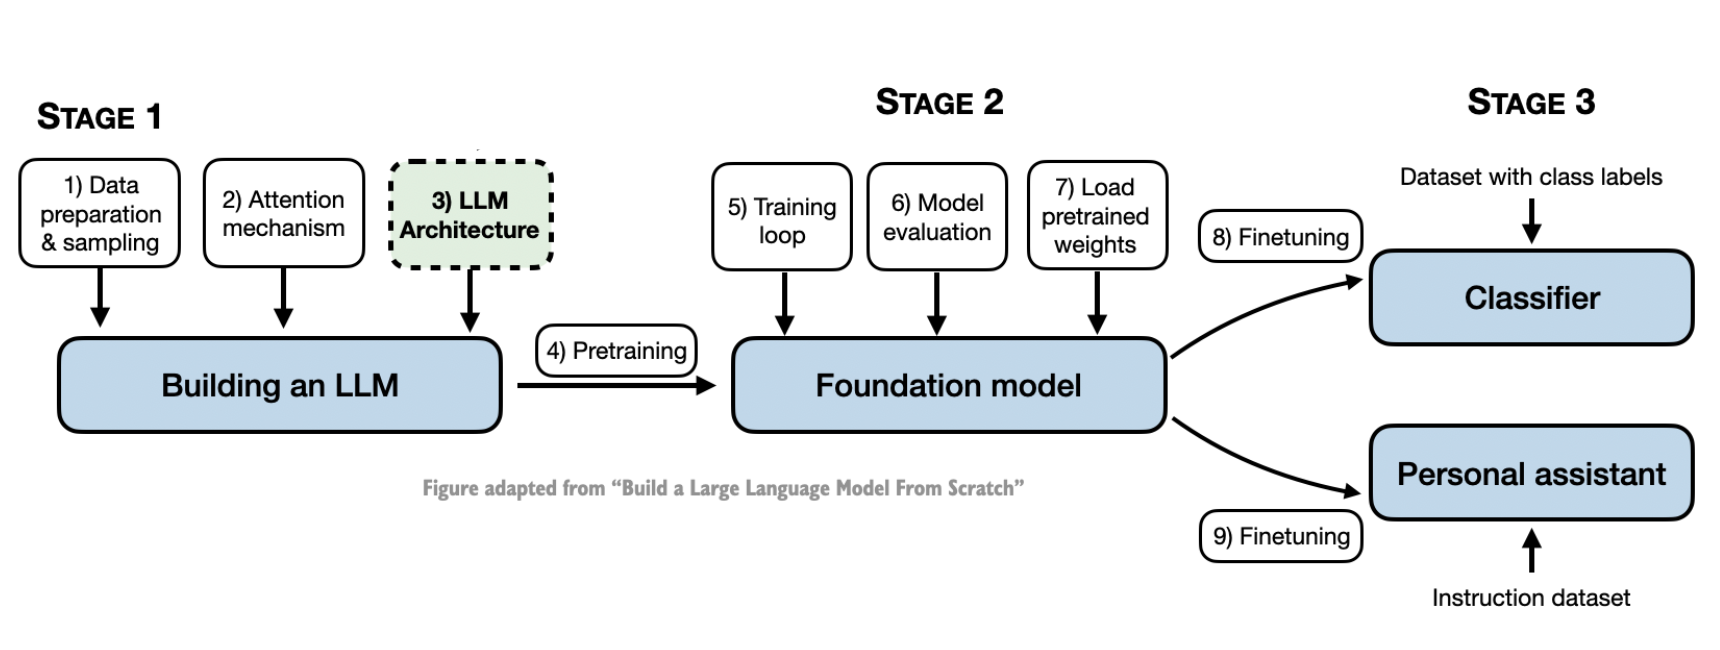 STAGE 1
1) Data
preparation
& sampling
2) Attention
mechanism
3) LLM
Architecture
Building an LLM
4) Pretraining
STAGE 2
5) Training
loop
6) Model
evaluation
7) Load
pretrained
weights
Foundation model
STAGE 3
8) Finetuning
Dataset with class labels
Classifier
9) Finetuning
Personal assistant
Instruction dataset
Figure adapted from “Build a Large Language Model From Scratch”